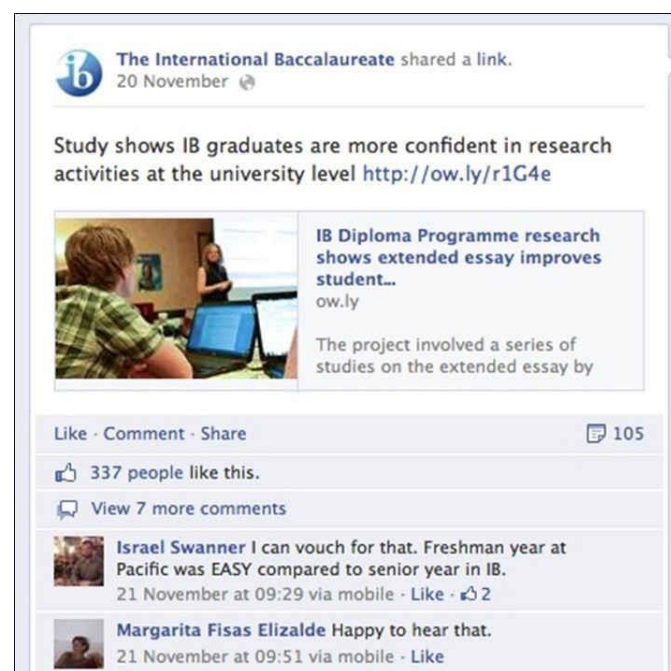 ib
The International Baccalaureate shared a link.
20 November
Study shows IB graduates are more confident in research
activities at the university level http://ow.ly/r1G4e
IB Diploma Programme research
shows extended essay improves
student...
ow.ly
The project involved a series of
studies on the extended essay by
Like · Comment · Share 105
337 people like this.
View 7 more comments
Israel Swanner I can vouch for that. Freshman year at
Pacific was EASY compared to senior year in IB.
21 November at 09:29 via mobile · Like · 2
Margarita Fisas Elizalde Happy to hear that.
21 November at 09:51 via mobile · Like